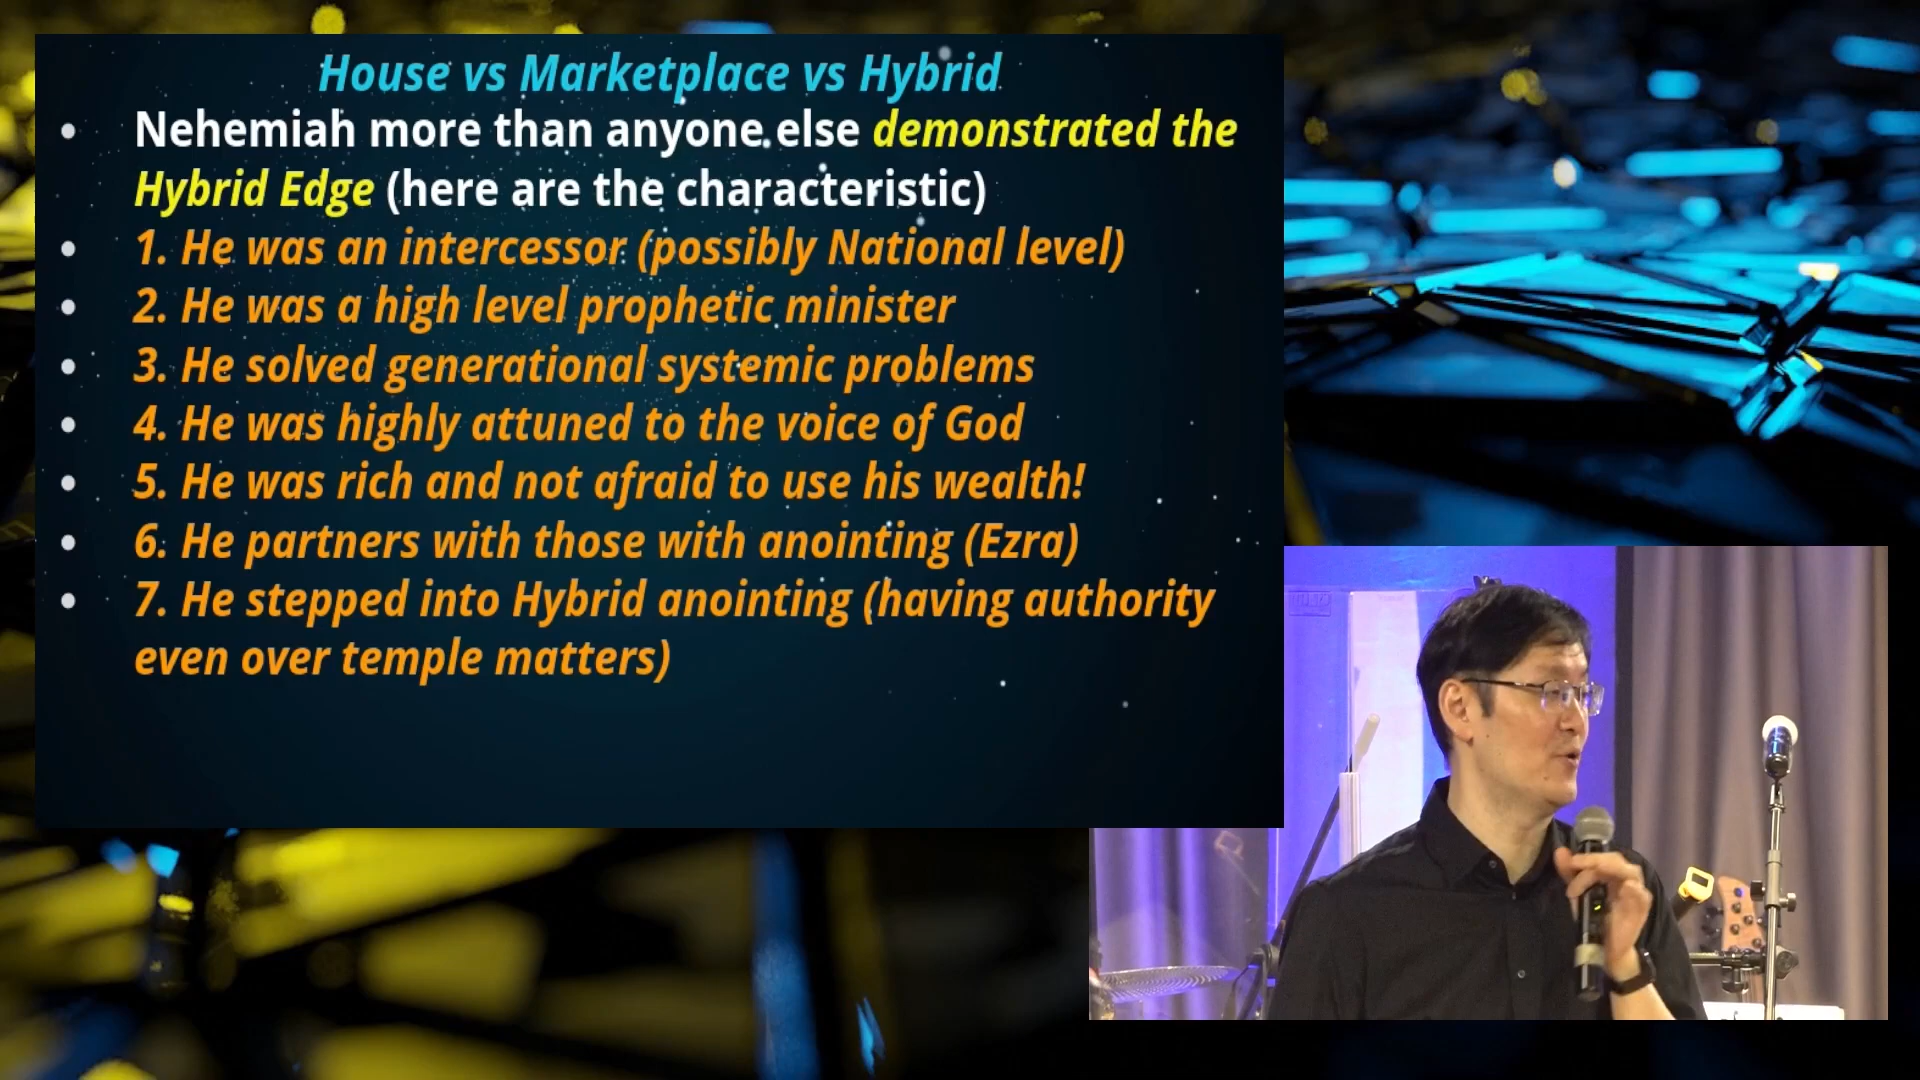 House vs Marketplace vs Hybrid
• Nehemiah more than anyone else demonstrated the
Hybrid Edge (here are the characteristic)
• 1. He was an intercessor (possibly National level)
• 2. He was a high level prophetic minister
• 3. He solved generational systemic problems
• 4. He was highly attuned to the voice of God
• 5. He was rich and not afraid to use his wealth!
• 6. He partners with those with anointing (Ezra)
• 7. He stepped into Hybrid anointing (having authority
even over temple matters)